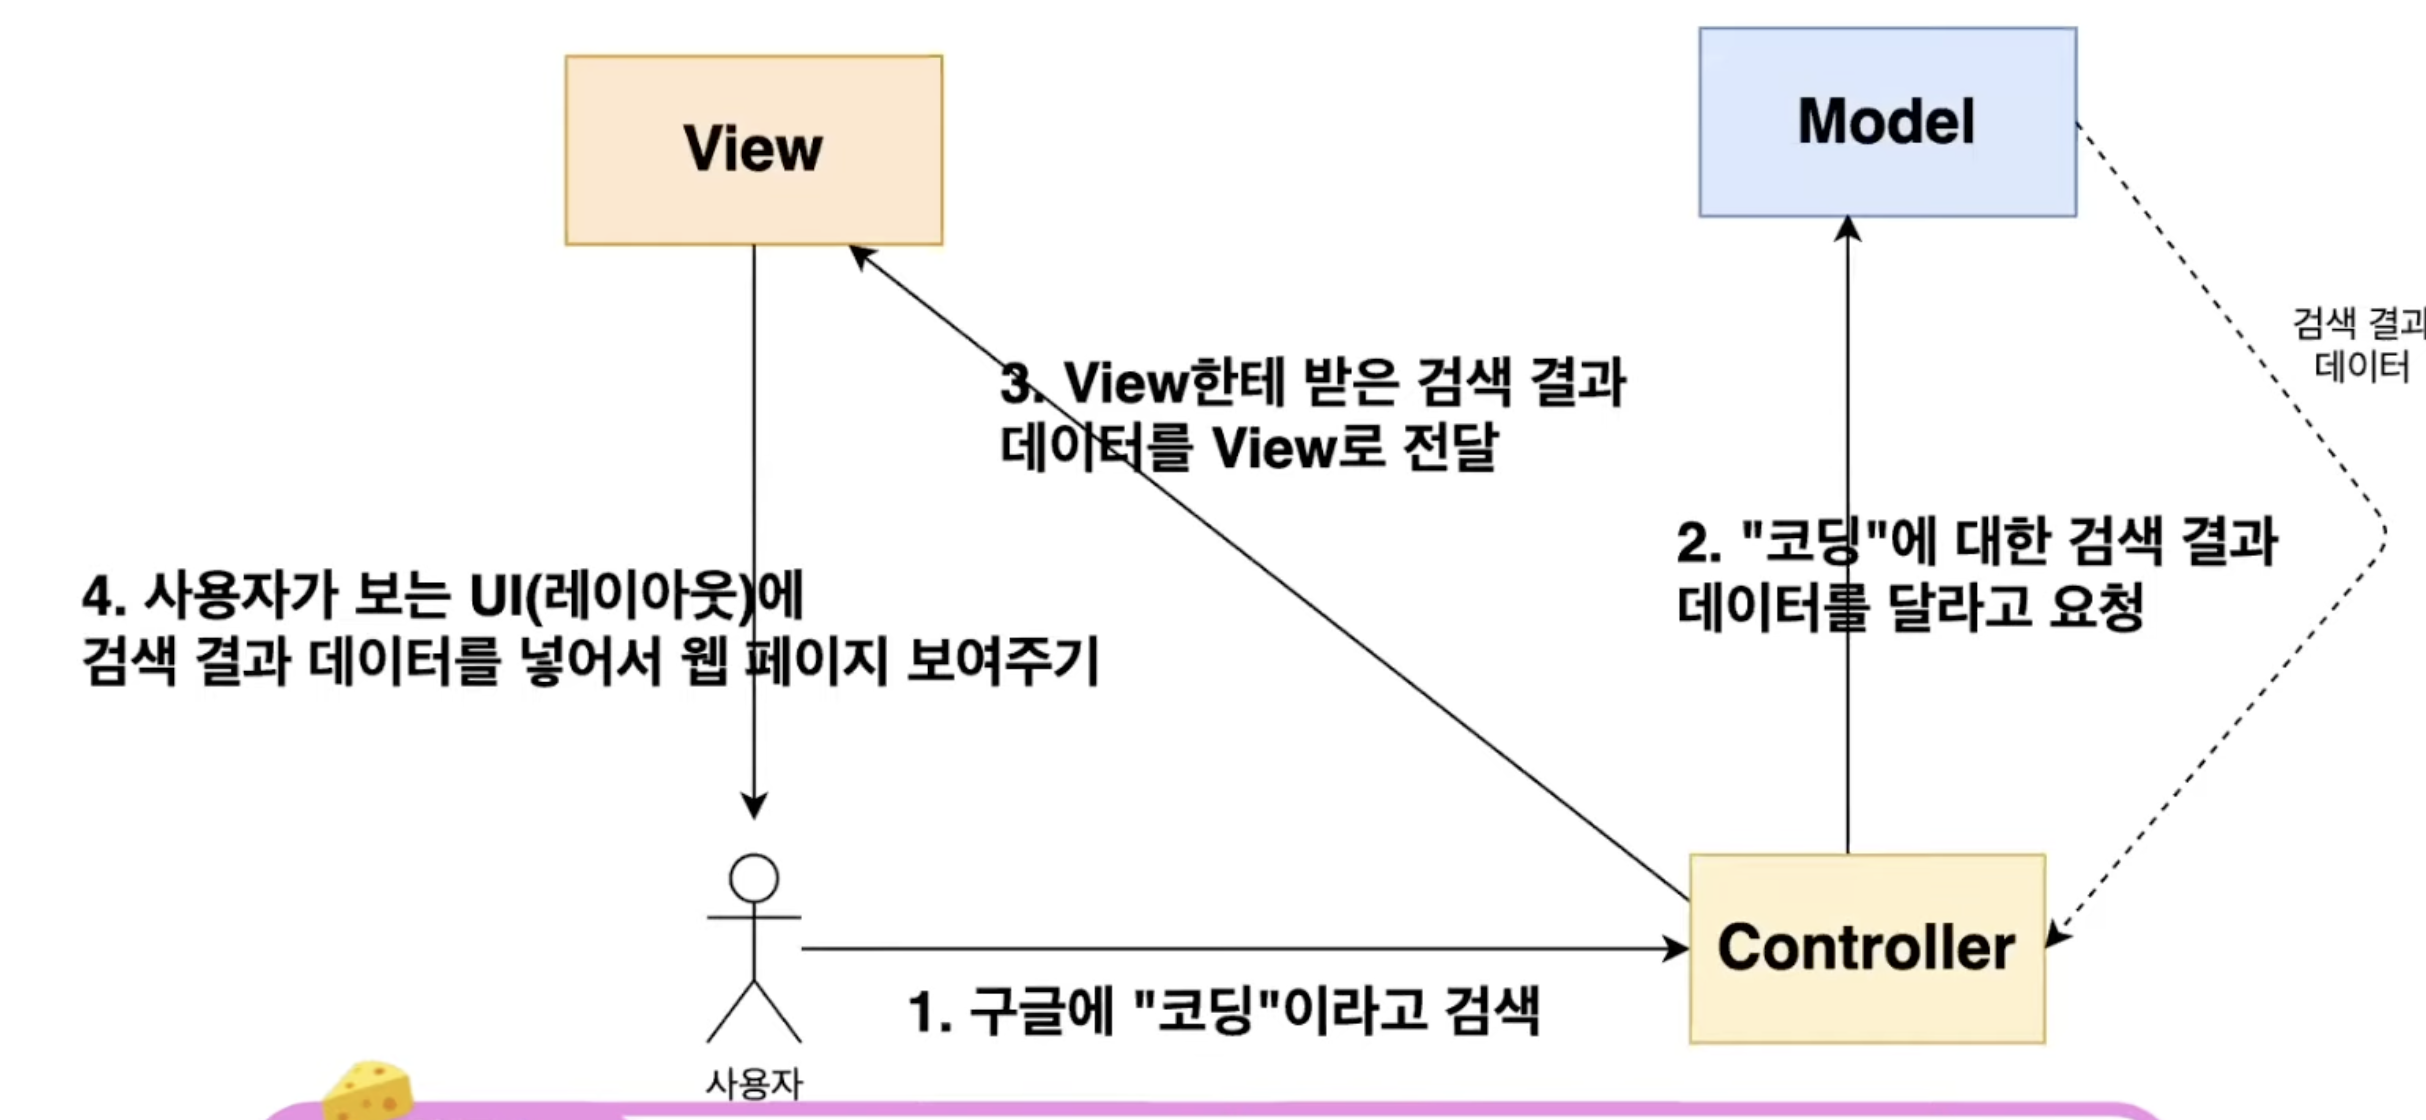 View
Model
검색 결과
데이터
3. View한테 받은 검색 결과
데이터를 View로 전달
2. "코딩"에 대한 검색 결과
데이터를 달라고 요청
4. 사용자가 보는 UI(레이아웃)에
검색 결과 데이터를 넣어서 웹 페이지 보여주기
Controller
1. 구글에 "코딩"이라고 검색
사용자